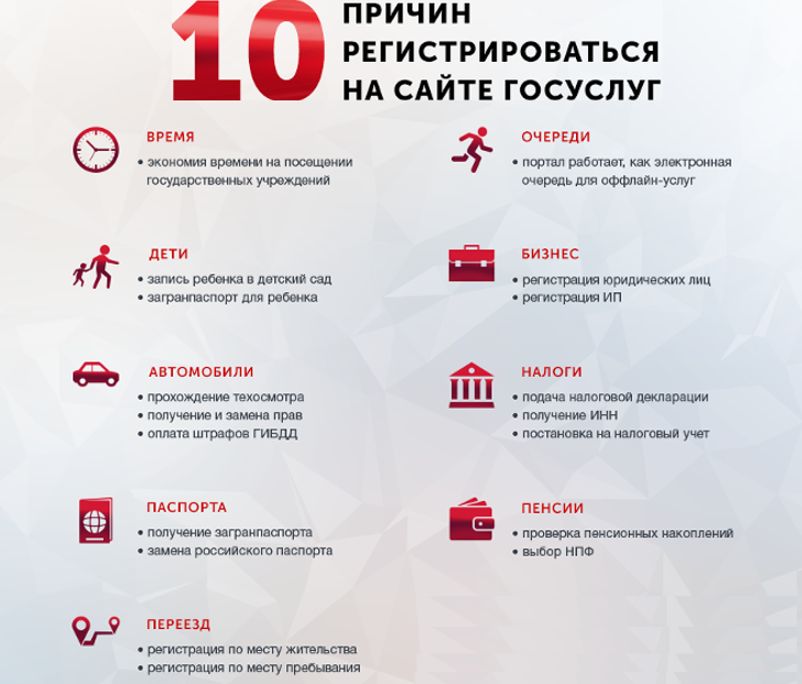 10
ПРИЧИН
РЕГИСТРИРОВАТЬСЯ
НА САЙТЕ ГОСУСЛУГ
ВРЕМЯ
• экономия времени на посещении
государственных учреждений
ОЧЕРЕДИ
• портал работает, как электронная
очередь для оффлайн-услуг
ДЕТИ
• запись ребенка в детский сад
• загранпаспорт для ребенка
БИЗНЕС
• регистрация юридических лиц
• регистрация ИП
АВТОМОБИЛИ
• прохождение техосмотра
• получение и замена прав
• оплата штрафов ГИБДД
НАЛОГИ
• подача налоговой декларации
• получение ИНН
• постановка на налоговый учет
ПАСПОРТА
• получение загранпаспорта
• замена российского паспорта
ПЕНСИИ
• проверка пенсионных накоплений
• выбор НПФ
ПЕРЕЕЗД
• регистрация по месту жительства
• регистрация по месту пребывания